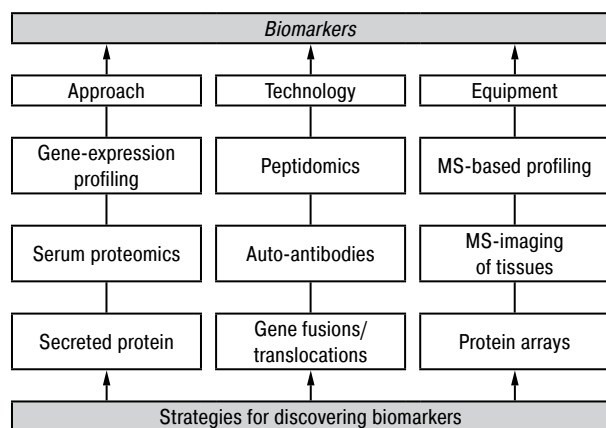 Biomarkers
Approach
Technology
Equipment
Gene-expression
profiling
Peptidomics
MS-based profiling
Serum proteomics
Auto-antibodies
MS-imaging
of tissues
Secreted protein
Gene fusions/
translocations
Protein arrays
Strategies for discovering biomarkers